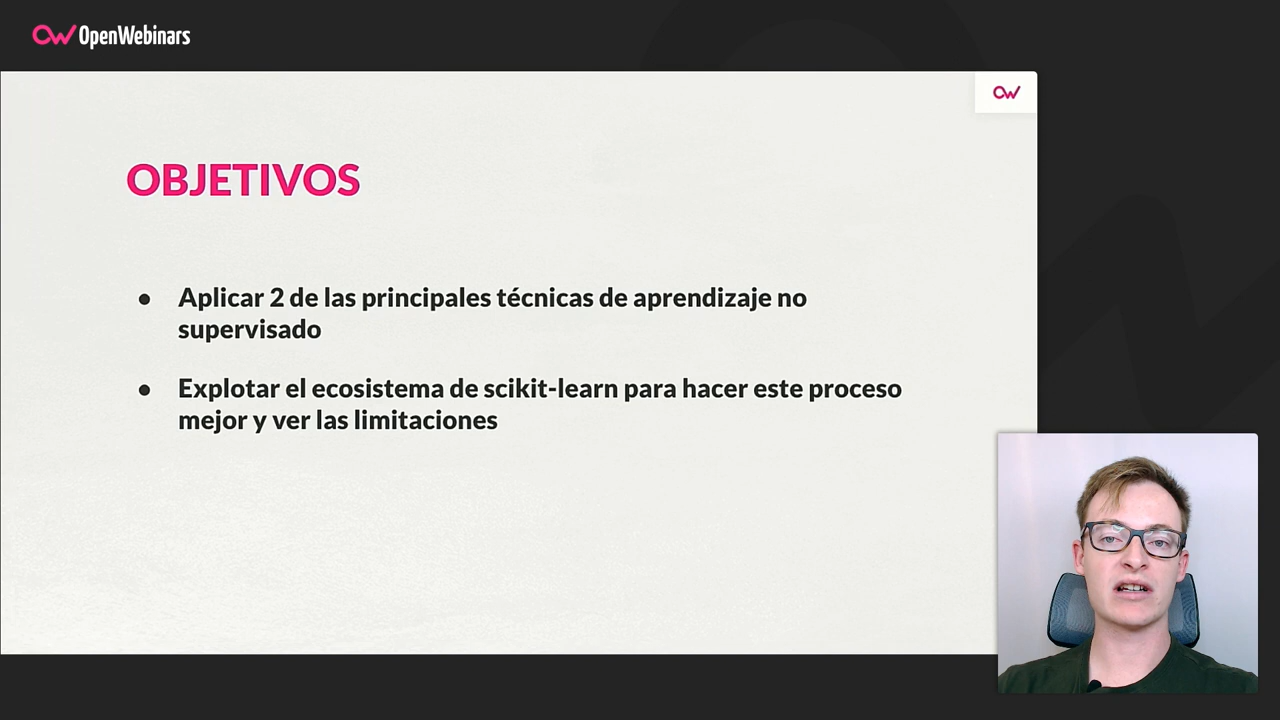 OpenWebinars
OBJETIVOS
● Aplicar 2 de las principales técnicas de aprendizaje no
supervisado
● Explotar el ecosistema de scikit-learn para hacer este proceso
mejor y ver las limitaciones